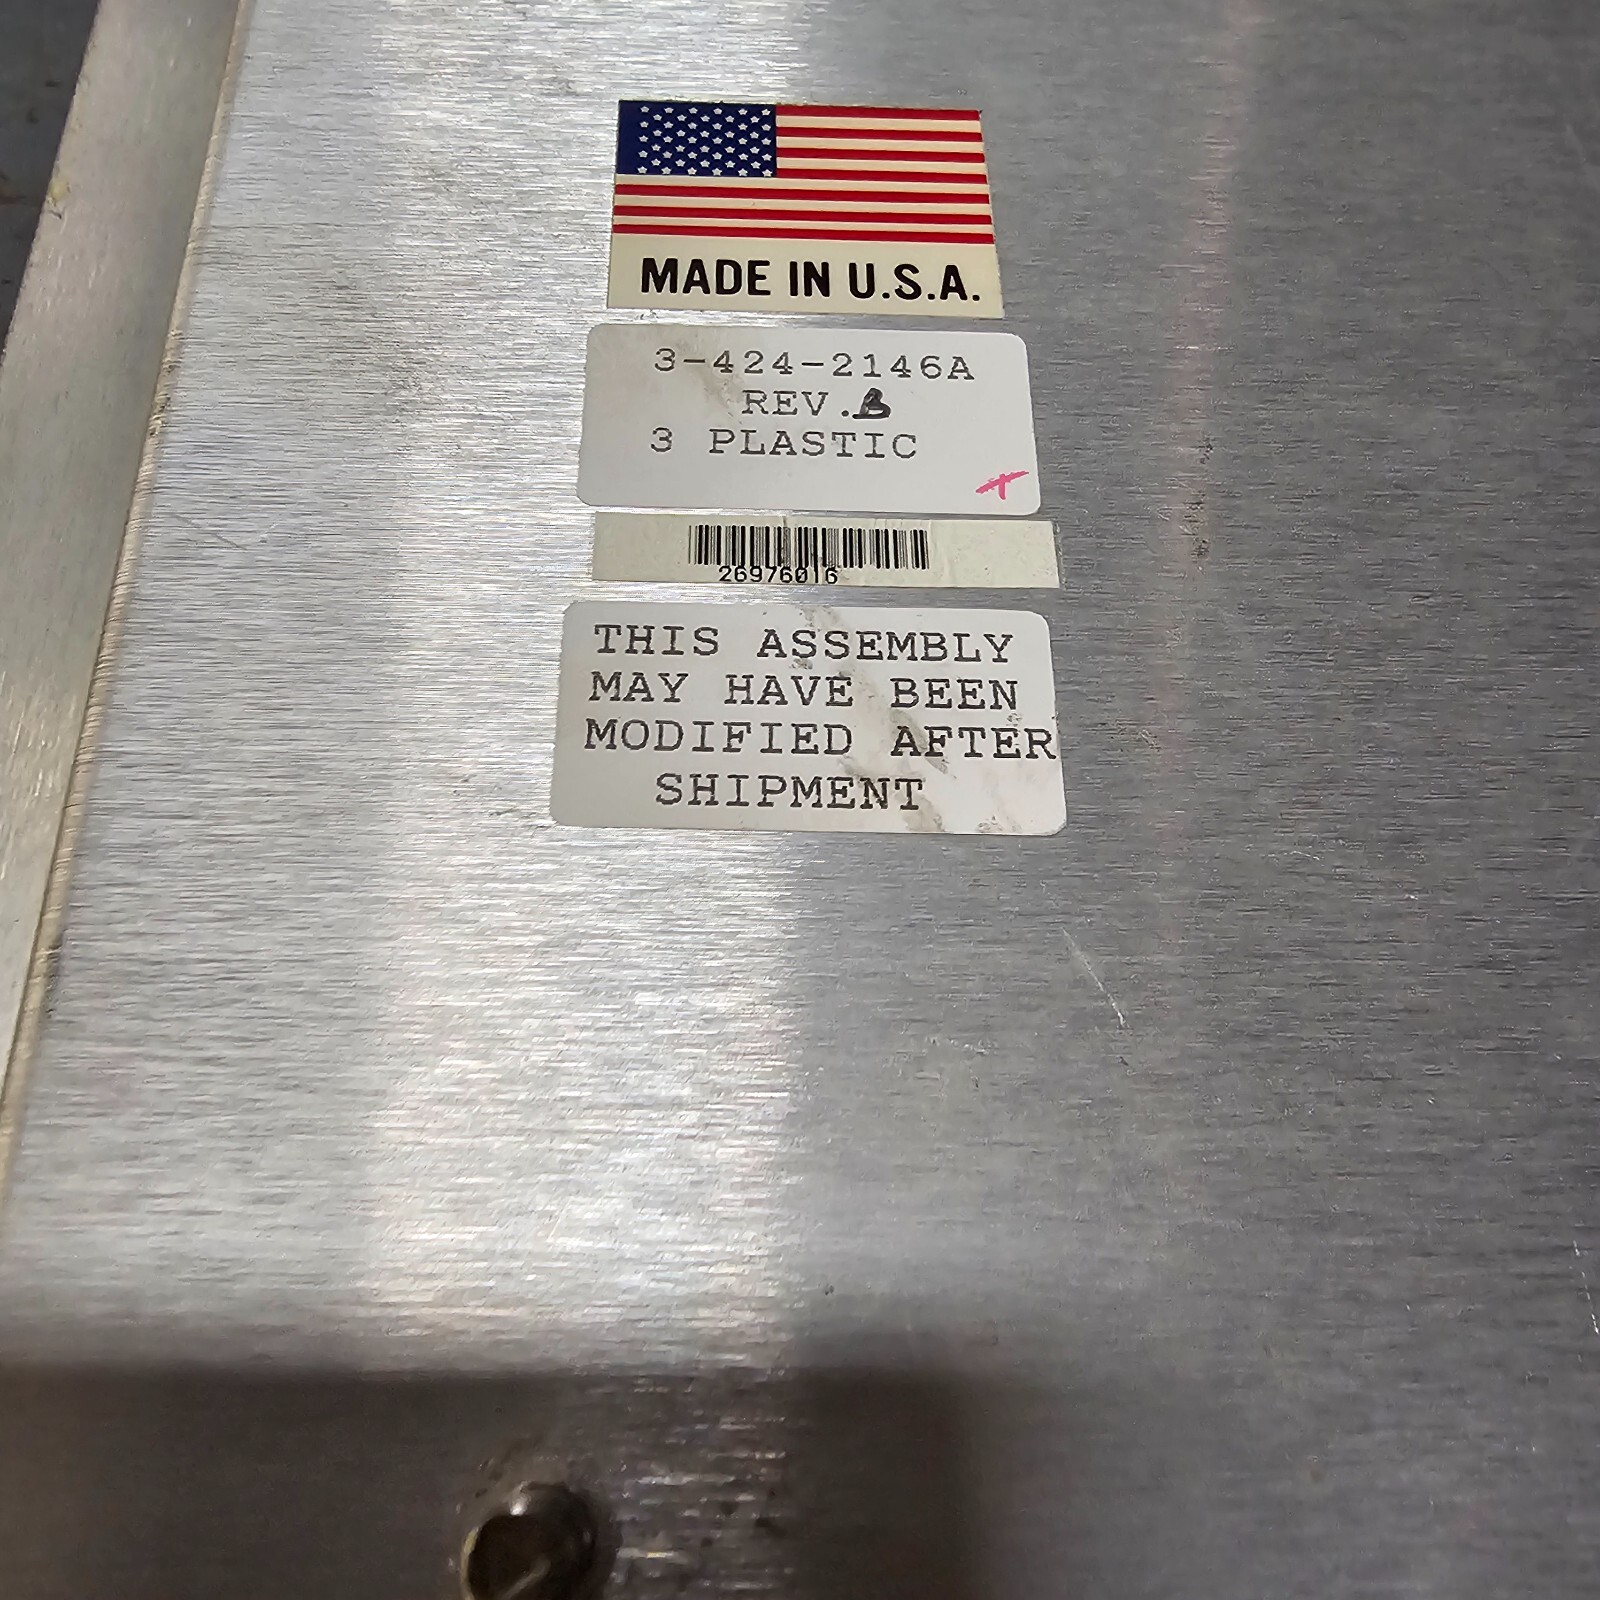 MADE IN U.S.A.
3-424-2146A
REV.B
3 PLASTIC
26976016
THIS ASSEMBLY
MAY HAVE BEEN
MODIFIED AFTER
SHIPMENT